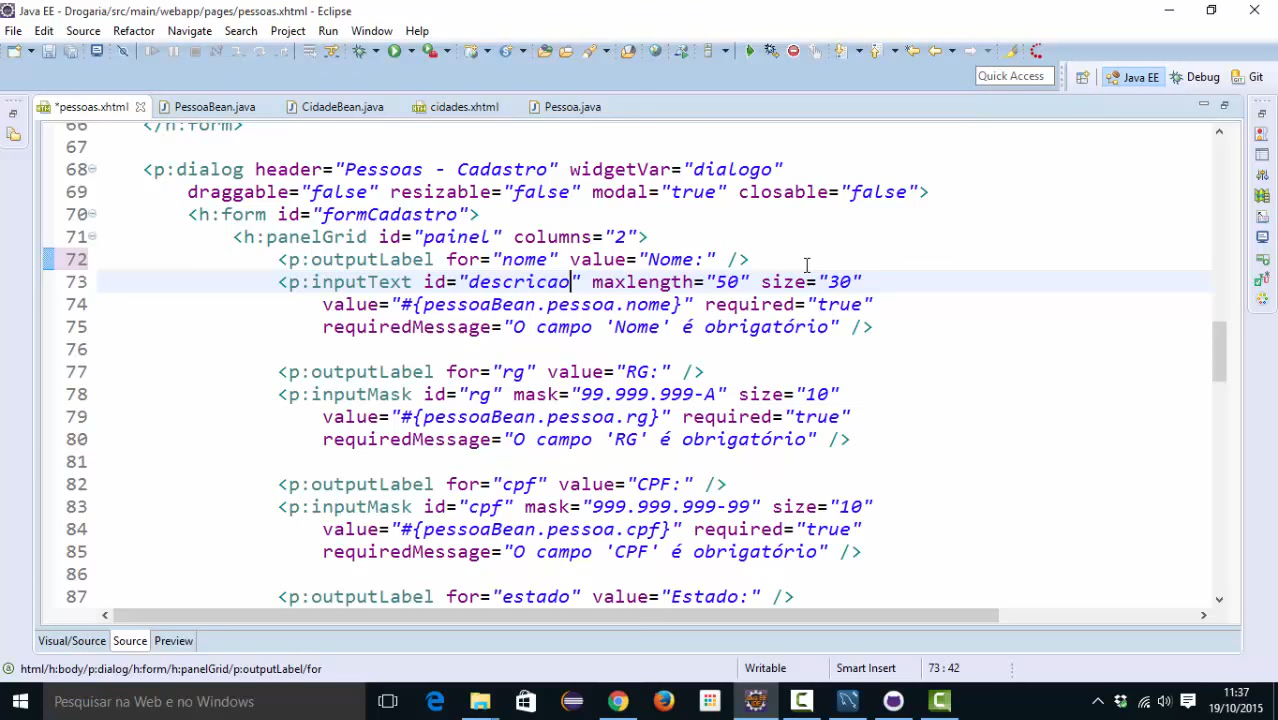 Java EE - Drogaria/src/main/webapp/pages/pessoas.xhtml - Eclipse
File Edit Source Refactor Navigate Search Project Run Window Help
Quick Access Java EE Debug Git
*pessoas.xhtml PessoaBean.java CidadeBean.java cidades.xhtml Pessoa.java
66 </h:form>
67
68 <p:dialog header="Pessoas - Cadastro" widgetVar="dialogo"
69 draggable="false" resizable="false" modal="true" closable="false">
70 <h:form id="formCadastro">
71 <h:panelGrid id="painel" columns="2">
72 <p:outputLabel for="nome" value="Nome:" />
73 <p:inputText id="descricao" maxlength="50" size="30"
74 value="#{pessoaBean.pessoa.nome}" required="true"
75 requiredMessage="O campo 'Nome' é obrigatório" />
76
77 <p:outputLabel for="rg" value="RG:" />
78 <p:inputMask id="rg" mask="99.999.999-A" size="10"
79 value="#{pessoaBean.pessoa.rg}" required="true"
80 requiredMessage="O campo 'RG' é obrigatório" />
81
82 <p:outputLabel for="cpf" value="CPF:" />
83 <p:inputMask id="cpf" mask="999.999.999-99" size="10"
84 value="#{pessoaBean.pessoa.cpf}" required="true"
85 requiredMessage="O campo 'CPF' é obrigatório" />
86
87 <p:outputLabel for="estado" value="Estado:" />
Visual/Source Source Preview
html/h:body/p:dialog/h:form/h:panelGrid/p:outputLabel/for Writable Smart Insert 73 : 42
Pesquisar na Web e no Windows 11:37
19/10/2015